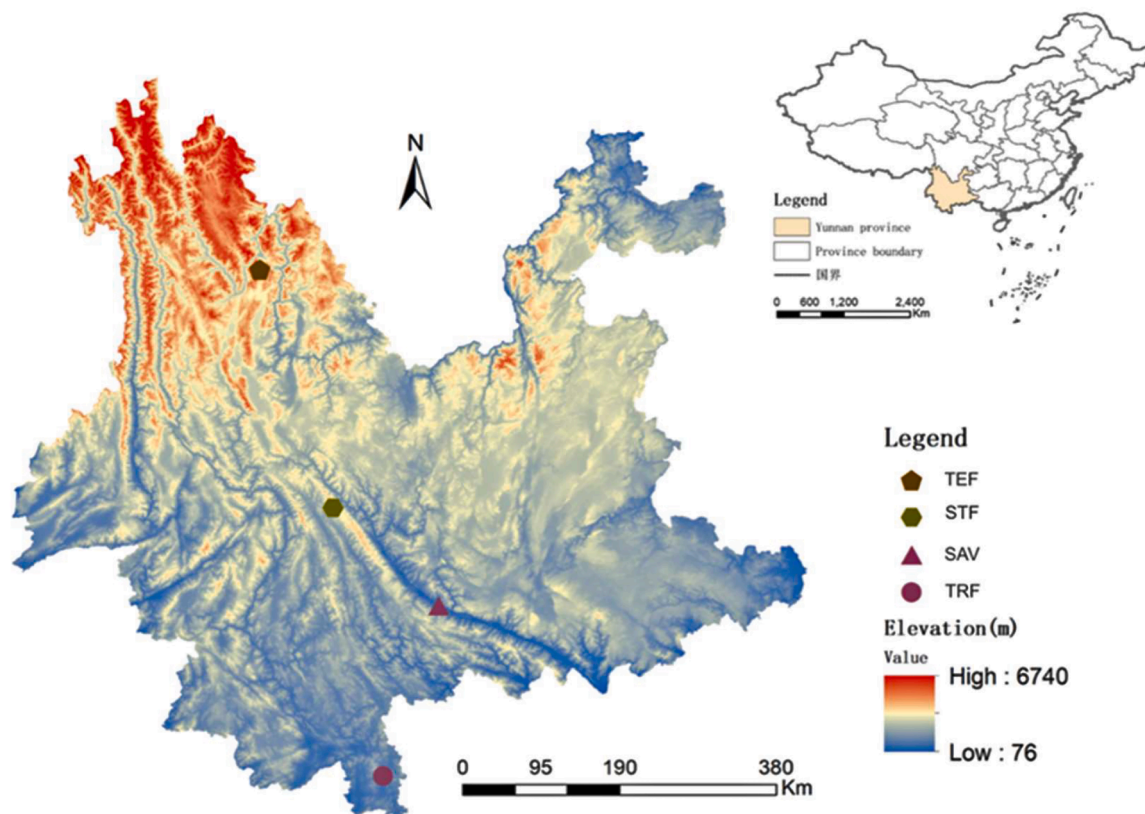 N
Legend
Yunnan province
Province boundary
国界
0 600 1,200 2,400
Km
Legend
TEF
STF
SAV
TRF
Elevation(m)
Value
High : 6740
Low : 76
0 95 190 380
Km